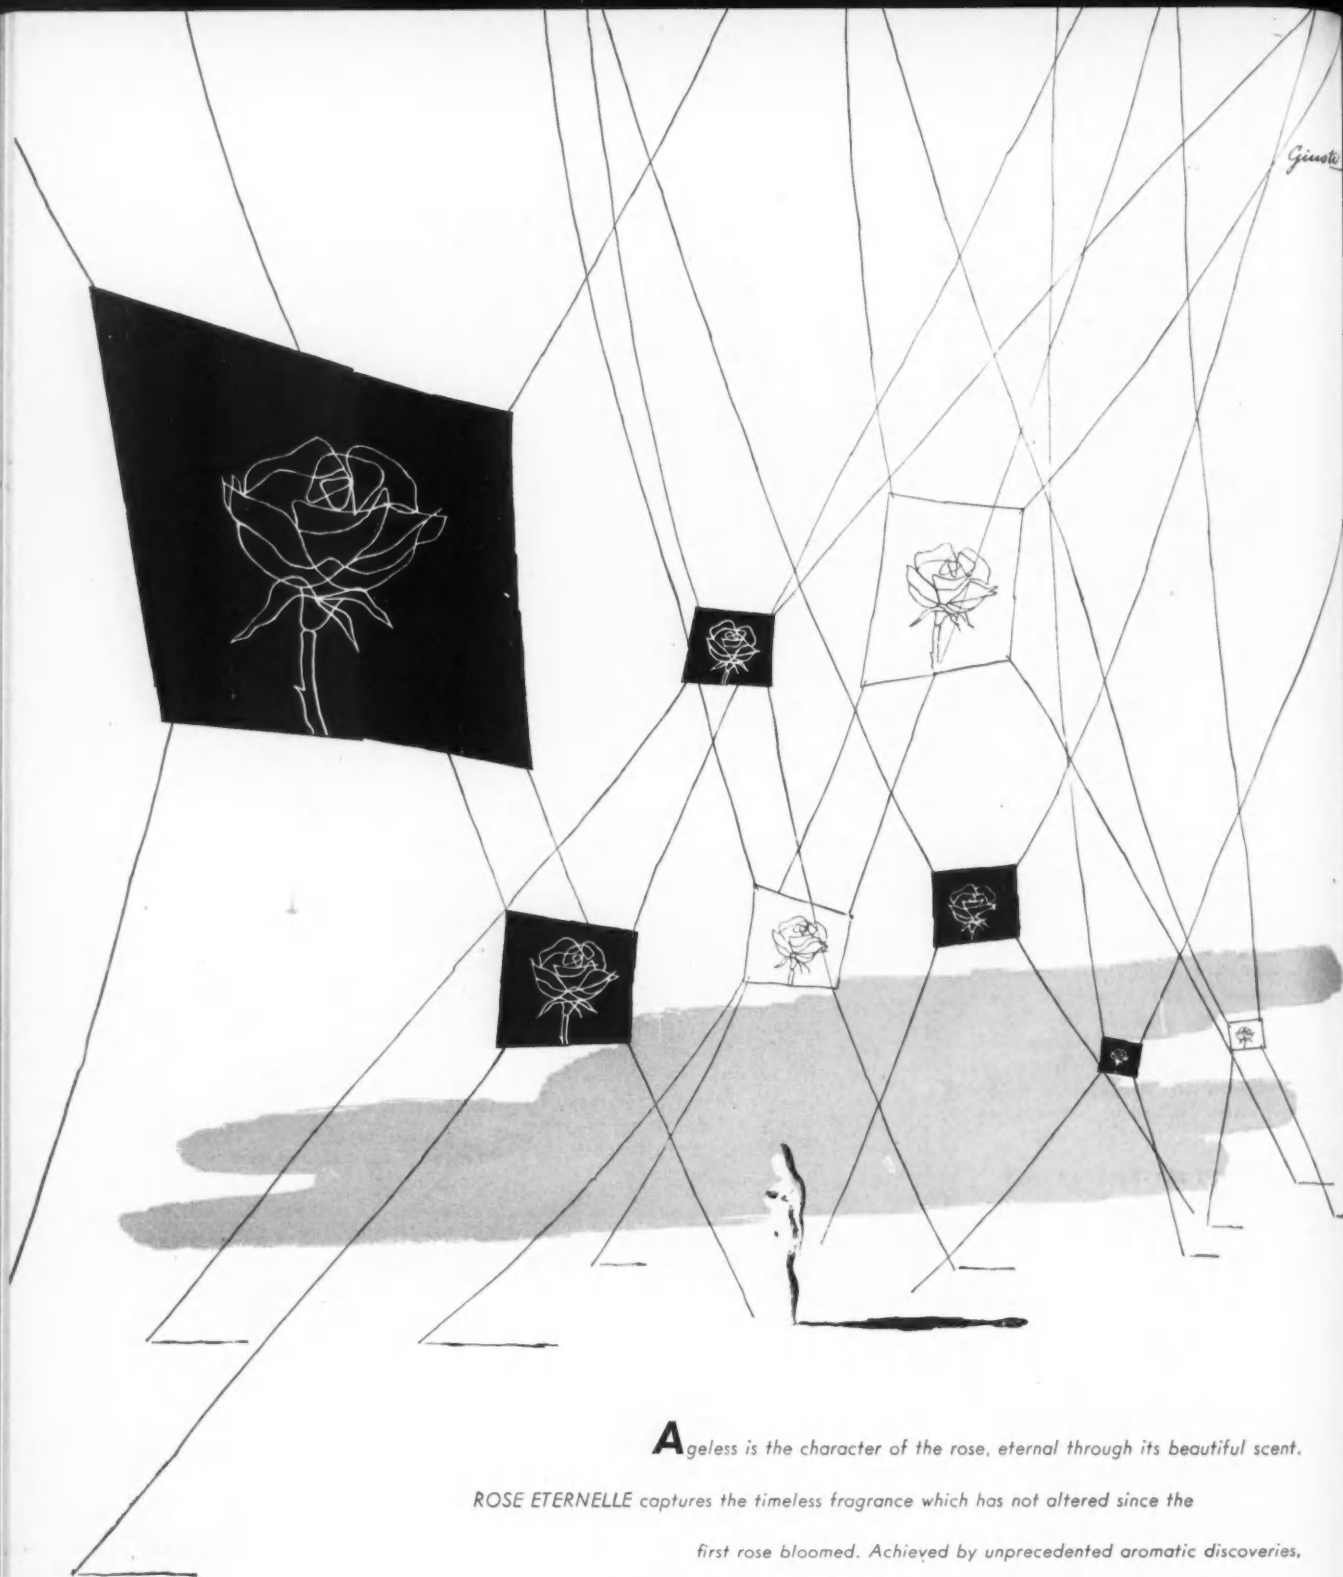 Giusti
Ageless is the character of the rose, eternal through its beautiful scent.
ROSE ETERNELLE captures the timeless fragrance which has not altered since the
first rose bloomed. Achieved by unprecedented aromatic discoveries,